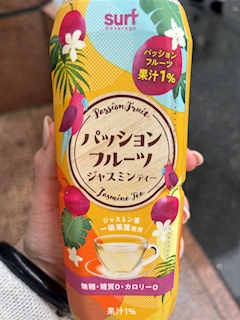 surf
beverage
パッション
フルーツ
果汁1%
Passion Fruit
パッション
フルーツ
ジャスミンティー
Jasmine Tea
ジャスミン茶
一級茶葉使用
無糖・糖質0・カロリー0
果汁1%